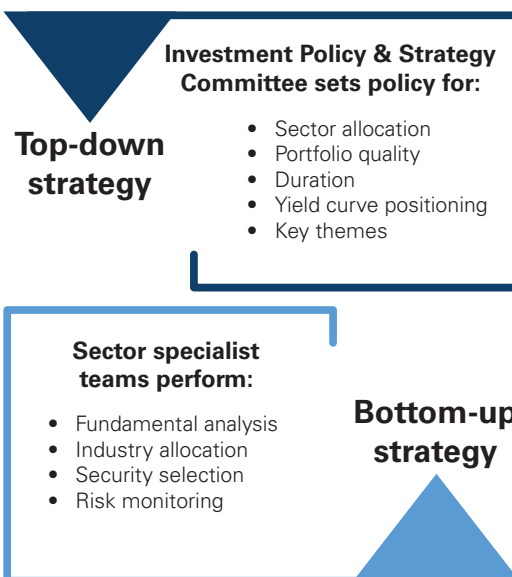 Investment Policy & Strategy
Committee sets policy for:
Top-down
strategy
• Sector allocation
• Portfolio quality
• Duration
• Yield curve positioning
• Key themes
Sector specialist
teams perform:
• Fundamental analysis
• Industry allocation
• Security selection
• Risk monitoring
Bottom-up
strategy